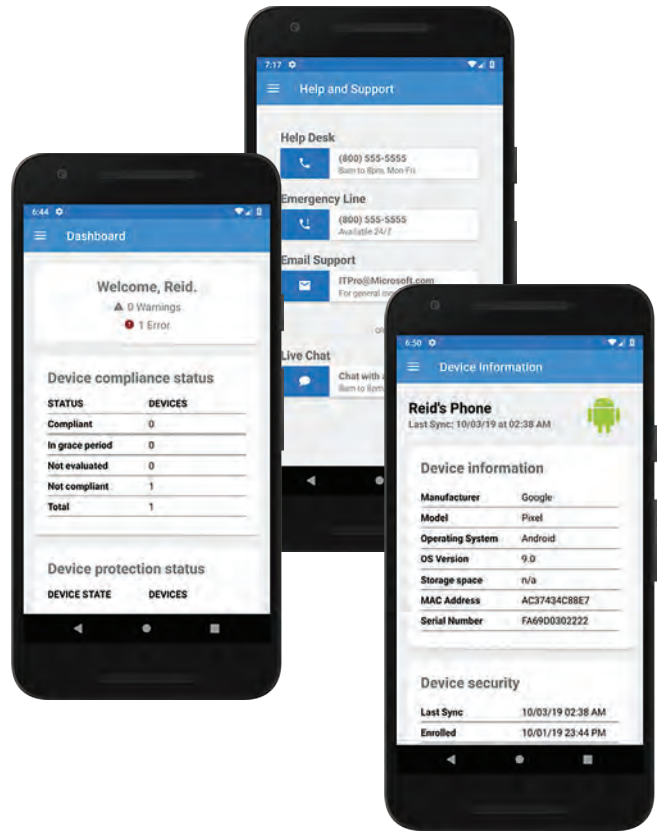 7:17
Help and Support
Help Desk
(800) 555-5555
8am to 8pm, Mon-Fri
Emergency Line
(800) 555-5555
Available 24/7
Email Support
ITPro@Microsoft.com
For general
Live Chat
Chat with
8am to 8pm
6:44
Dashboard
Welcome, Reid.
0 Warnings
1 Error
Device compliance status
STATUS DEVICES
Compliant 0
In grace period 0
Not evaluated 0
Not compliant 1
Total 1
Device protection status
DEVICE STATE DEVICES
6:50
Device Information
Reid's Phone
Last Sync: 10/03/19 at 02:38 AM
Device information
Manufacturer Google
Model Pixel
Operating System Android
OS Version 9.0
Storage space n/a
MAC Address AC37434C88E7
Serial Number FA69D0302222
Device security
Last Sync 10/03/19 02:38 AM
Enrolled 10/01/19 23:44 PM